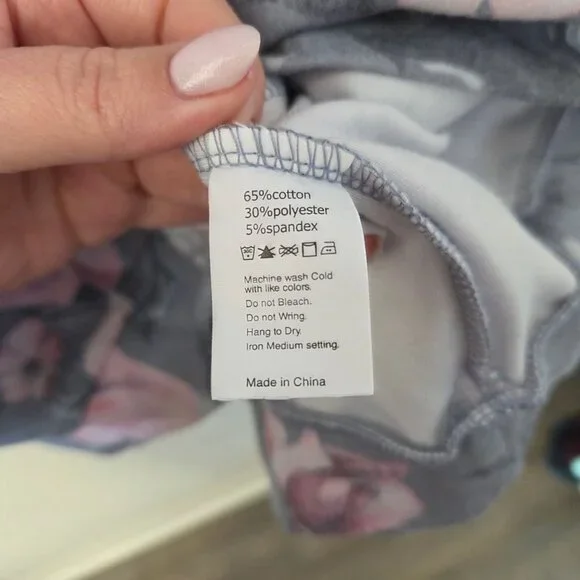 65%cotton
30%polyester
5%spandex
Machine wash Cold
with like colors.
Do not Bleach.
Do not Wring.
Hang to Dry.
Iron Medium setting.
Made in China